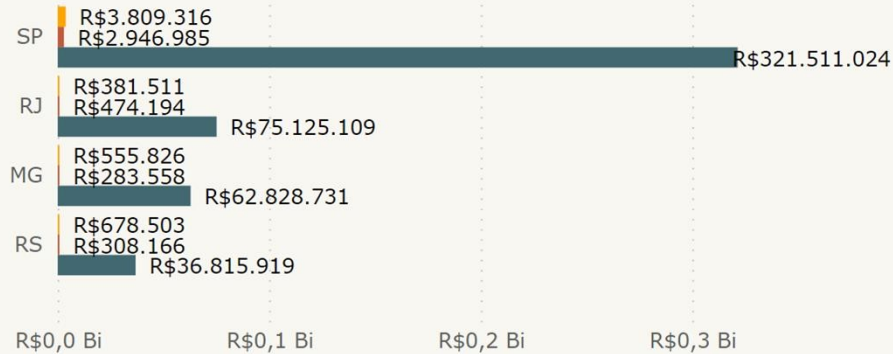 R$3.809.316
SP
R$2.946.985
R$321.511.024
R$381.511
RJ
R$474.194
R$75.125.109
R$555.826
MG
R$283.558
R$62.828.731
R$678.503
RS
R$308.166
R$36.815.919
R$0,0 Bi R$0,1 Bi R$0,2 Bi R$0,3 Bi